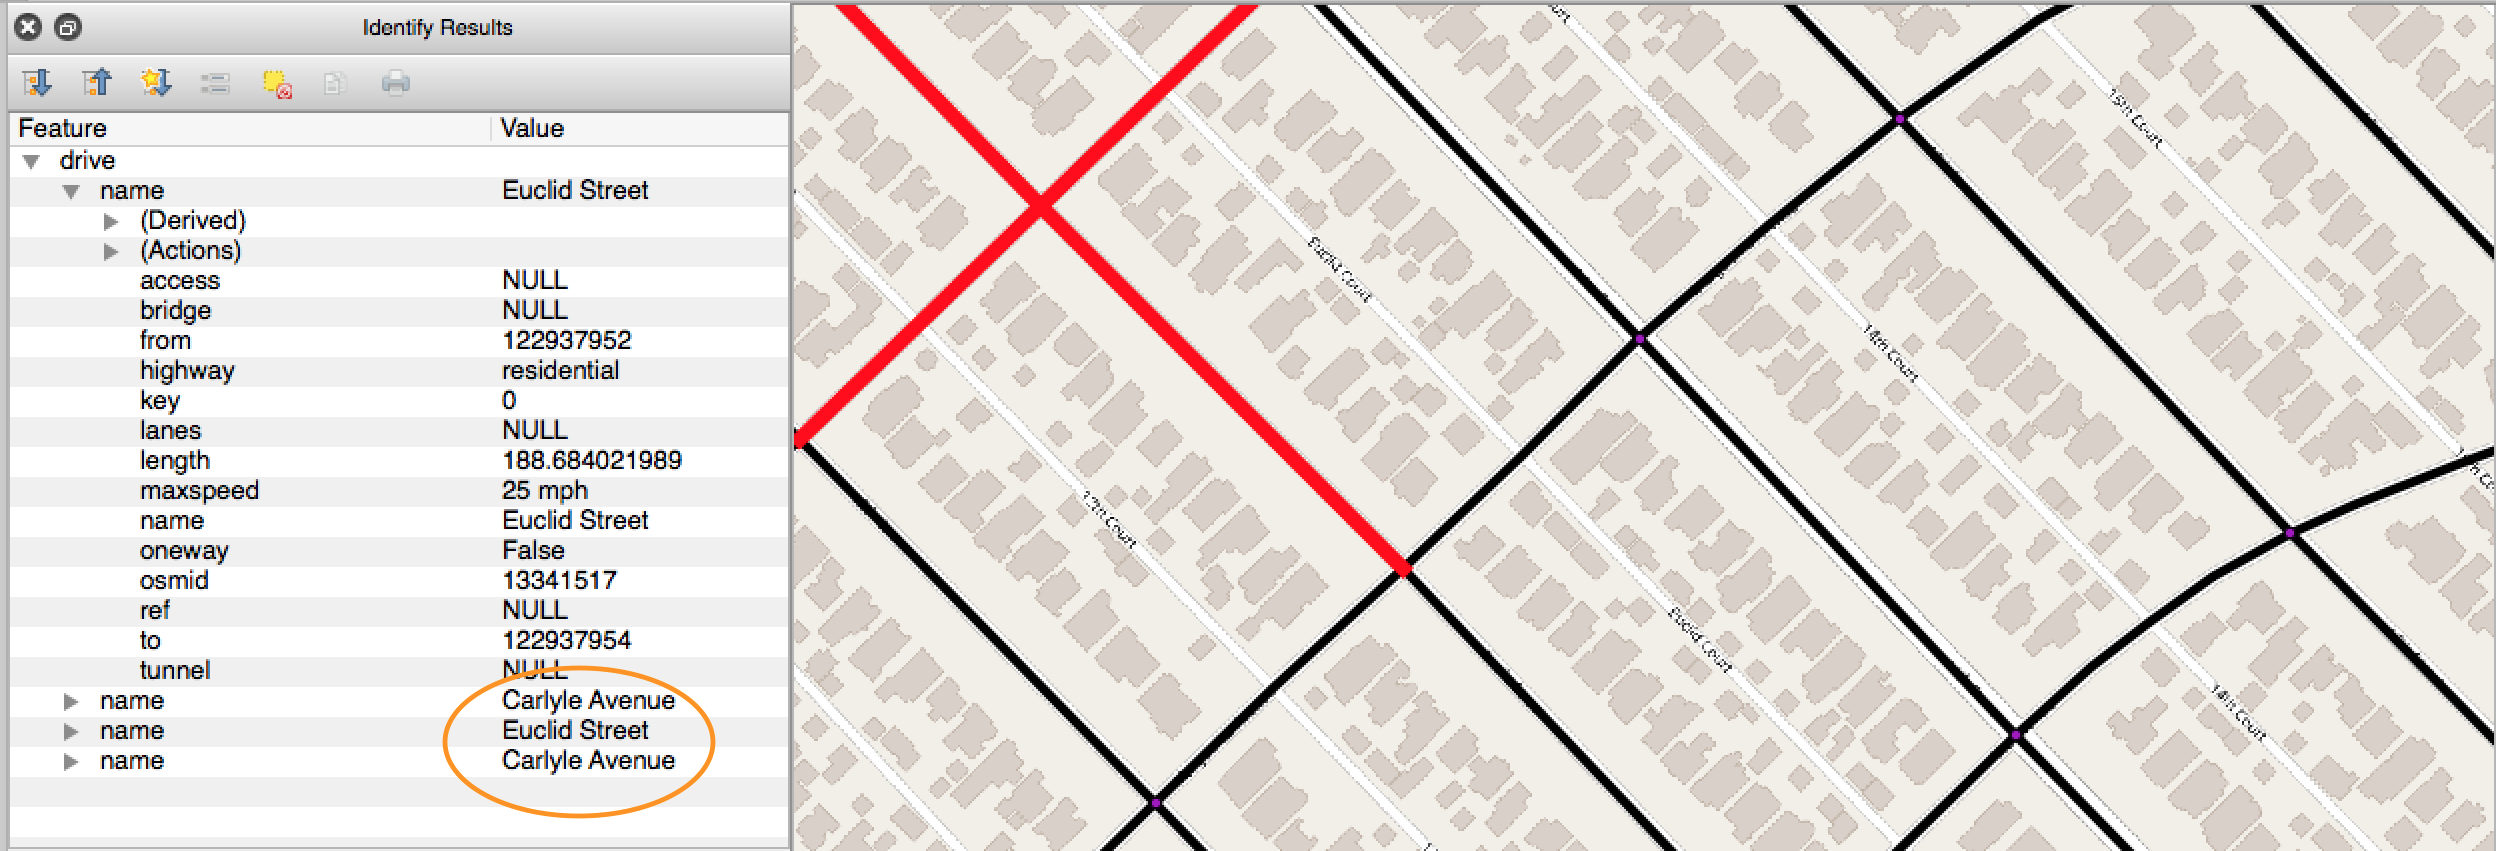 Identify Results
Feature Value
drive
name Euclid Street
(Derived)
(Actions)
access NULL
bridge NULL
from 122937952
highway residential
key 0
lanes NULL
length 188.684021989
maxspeed 25 mph
name Euclid Street
oneway False
osmid 13341517
ref NULL
to 122937954
tunnel NULL
name Carlyle Avenue
name Euclid Street
name Carlyle Avenue
15th Court
Euclid Court
14th Court
12th Court
Euclid Court
14th Court